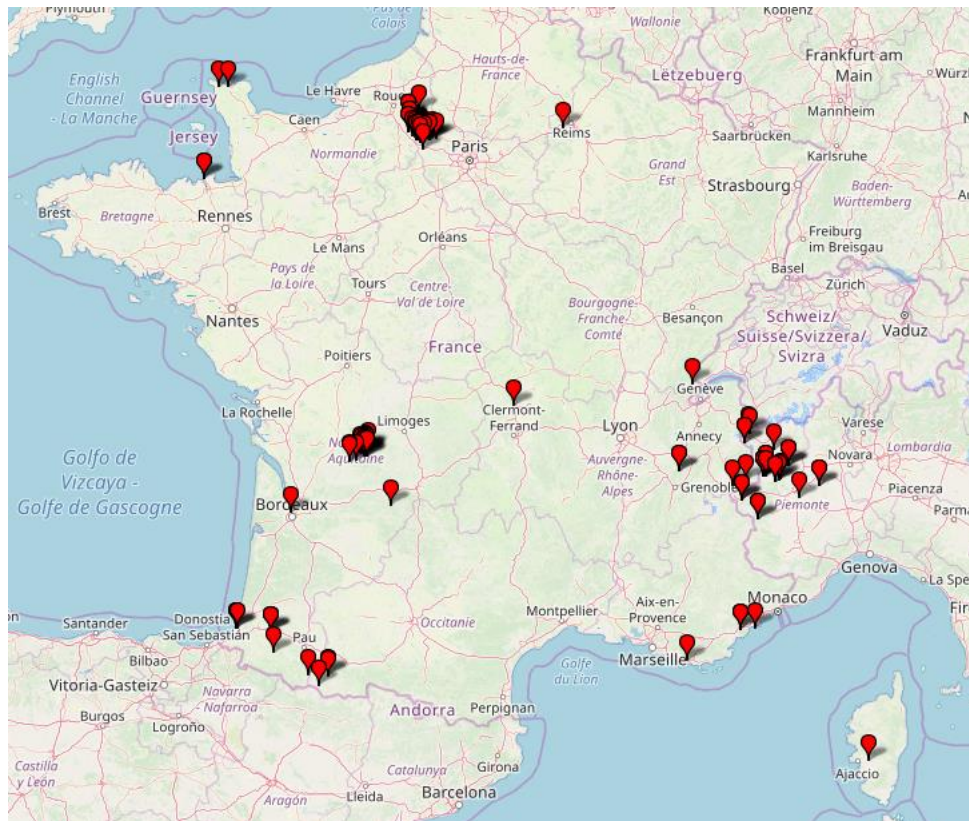 Plymouth
Pas de
Calais
Wallonie
Koblenz
Frankfurt am
Main
Würz
English
Channel
- La Manche
Hauts-de-
France
Lëtzebuerg
Guernsey
Le Havre
Rou
Mannheim
Jersey
Caen
Reims
Saarbrücken
Normandie
Paris
Karlsruhe
Grand
Est
Strasbourg
Baden-
Württemberg
Brest
Bretagne
Rennes
Le Mans
Orléans
Freiburg
im Breisgau
Pays de
la Loire
Tours
Centre-
Val de Loire
Basel
Zürich
Nantes
Bourgogne-
Franche-
Comté
Besançon
Schweiz/
Suisse/Svizzera/
Svizra
Vaduz
Poitiers
France
Genève
La Rochelle
Limoges
Clermont-
Ferrand
Lyon
Annecy
Varese
Lombardia
Aquitaine
Novara
Golfo de
Vizcaya -
Golfe de Gascogne
Auvergne-
Rhône-
Alpes
Grenoble
Piacenza
Bordeaux
Piemonte
Parma
Genova
La Spe
Monaco
Donostia
San Sebastián
Santander
Pau
Occitanie
Montpellier
Aix-en-
Provence
Marseille
Bilbao
Golfe
du Lion
Vitoria-Gasteiz
Navarra
- Nafarroa
Andorra
Perpignan
Burgos
Logroño
Girona
Castilla
y León
Catalunya
Aragón
Lleida
Barcelona
Ajaccio